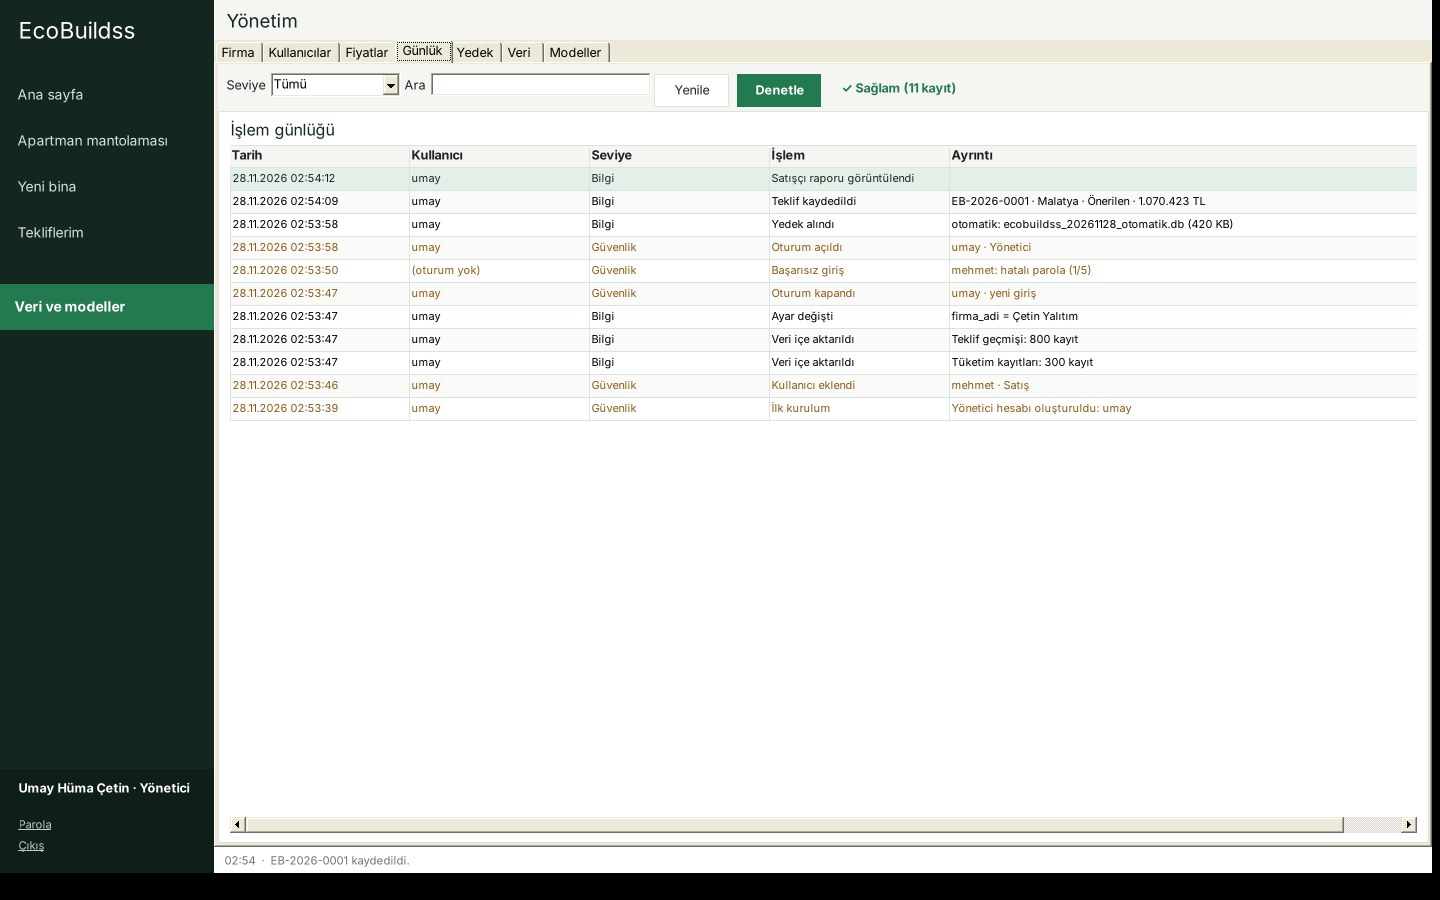 EcoBuildss
Ana sayfa
Apartman mantolaması
Yeni bina
Tekliflerim
Veri ve modeller
Umay Hüma Çetin · Yönetici
Parola
Çıkış
Yönetim
Firma Kullanıcılar Fiyatlar Günlük Yedek Veri Modeller
Seviye Tümü Ara Yenile Denetle ✓ Sağlam (11 kayıt)
İşlem günlüğü
Tarih Kullanıcı Seviye İşlem Ayrıntı
28.11.2026 02:54:12 umay Bilgi Satışçı raporu görüntülendi
28.11.2026 02:54:09 umay Bilgi Teklif kaydedildi EB-2026-0001 · Malatya · Önerilen · 1.070.423 TL
28.11.2026 02:53:58 umay Bilgi Yedek alındı otomatik: ecobuildss_20261128_otomatik.db (420 KB)
28.11.2026 02:53:58 umay Güvenlik Oturum açıldı umay · Yönetici
28.11.2026 02:53:50 (oturum yok) Güvenlik Başarısız giriş mehmet: hatalı parola (1/5)
28.11.2026 02:53:47 umay Güvenlik Oturum kapandı umay · yeni giriş
28.11.2026 02:53:47 umay Bilgi Ayar değişti firma_adi = Çetin Yalıtım
28.11.2026 02:53:47 umay Bilgi Veri içe aktarıldı Teklif geçmişi: 800 kayıt
28.11.2026 02:53:47 umay Bilgi Veri içe aktarıldı Tüketim kayıtları: 300 kayıt
28.11.2026 02:53:46 umay Güvenlik Kullanıcı eklendi mehmet · Satış
28.11.2026 02:53:39 umay Güvenlik İlk kurulum Yönetici hesabı oluşturuldu: umay
02:54 · EB-2026-0001 kaydedildi.